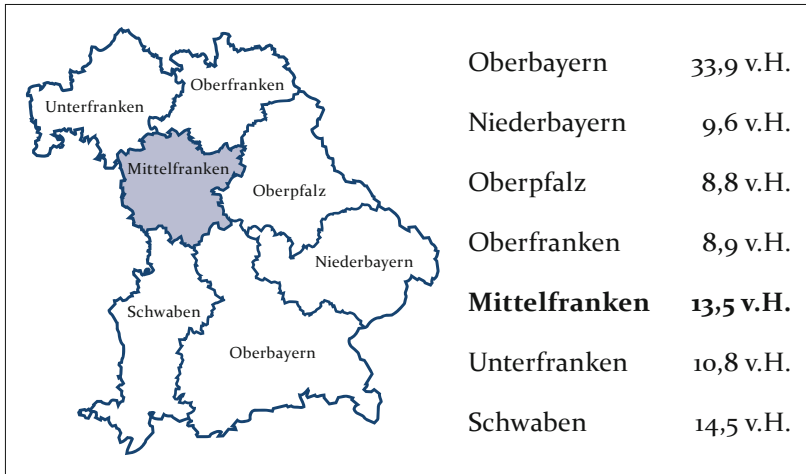 Oberfranken
Unterfranken
Mittelfranken
Oberpfalz
Niederbayern
Schwaben
Oberbayern
Oberbayern 33,9 v.H.
Niederbayern 9,6 v.H.
Oberpfalz 8,8 v.H.
Oberfranken 8,9 v.H.
Mittelfranken 13,5 v.H.
Unterfranken 10,8 v.H.
Schwaben 14,5 v.H.